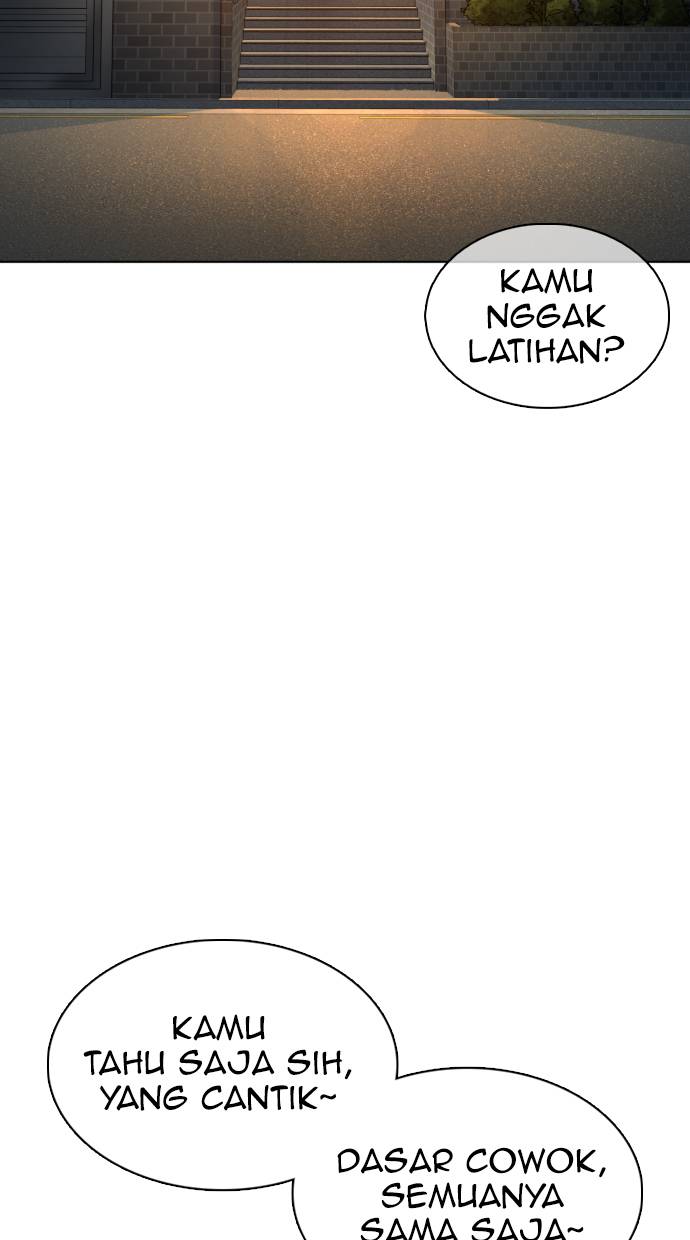 KAMU
NGGAK
LATIHAN?
KAMU
TAHU SAJA SIH,
YANG CANTIK~
DASAR COWOK,
SEMUANYA
SAMA SAJA~